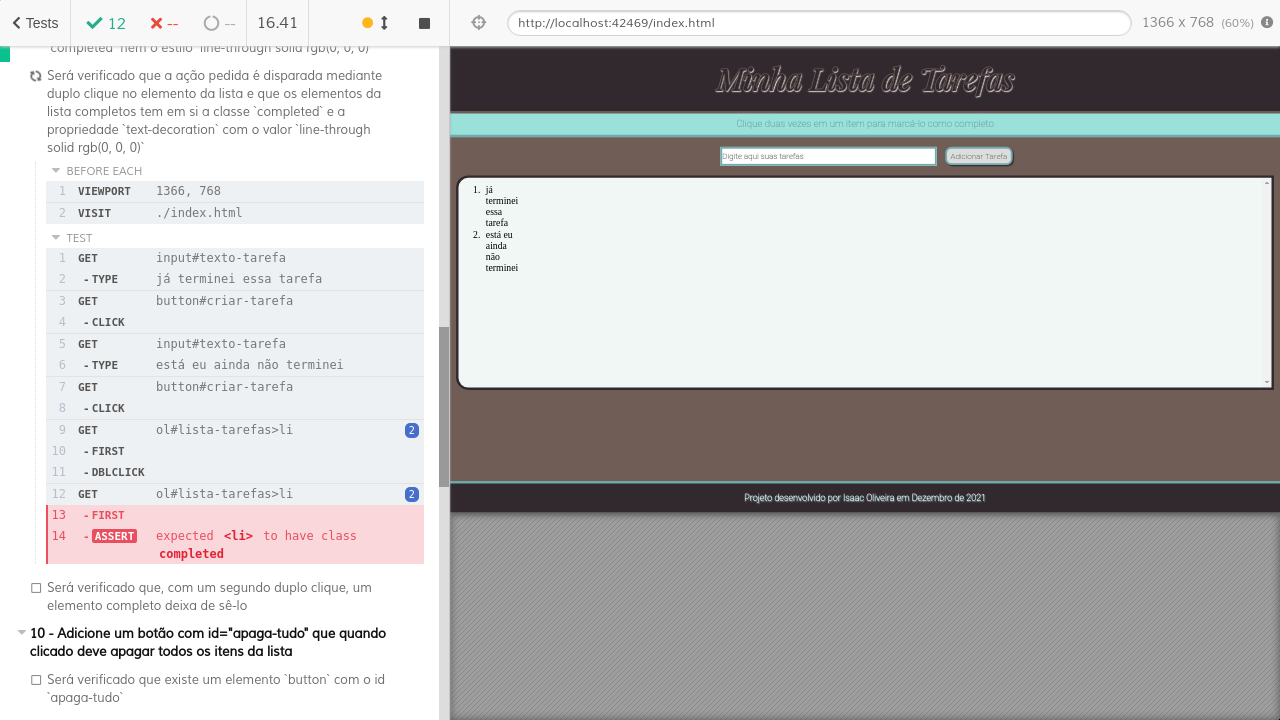 Tests
12
--
--
16.41
http://localhost:42469/index.html
1366 x 768 (60%)
`completed` nem o estilo `line-through solid rgb(0, 0, 0)`
Será verificado que a ação pedida é disparada mediante
duplo clique no elemento da lista e que os elementos da
lista completos tem em si a classe `completed` e a
propriedade `text-decoration` com o valor `line-through
solid rgb(0, 0, 0)`
BEFORE EACH
1 VIEWPORT 1366, 768
2 VISIT ./index.html
TEST
1 GET input#texto-tarefa
2 -TYPE já terminei essa tarefa
3 GET button#criar-tarefa
4 -CLICK
5 GET input#texto-tarefa
6 -TYPE está eu ainda não terminei
7 GET button#criar-tarefa
8 -CLICK
9 GET ol#lista-tarefas>li 2
10 -FIRST
11 -DBLCLICK
12 GET ol#lista-tarefas>li 2
13 -FIRST
14 -ASSERT expected <li> to have class
completed
Será verificado que, com um segundo duplo clique, um
elemento completo deixa de sê-lo
10 - Adicione um botão com id="apaga-tudo" que quando
clicado deve apagar todos os itens da lista
Será verificado que existe um elemento `button` com o id
`apaga-tudo`
Minha Lista de Tarefas
Clique duas vezes em um item para marcá-lo como completo
Digite aqui suas tarefas
Adicionar Tarefa
1. já
terminei
essa
tarefa
2. está eu
ainda
não
terminei
Projeto desenvolvido por Isaac Oliveira em Dezembro de 2021